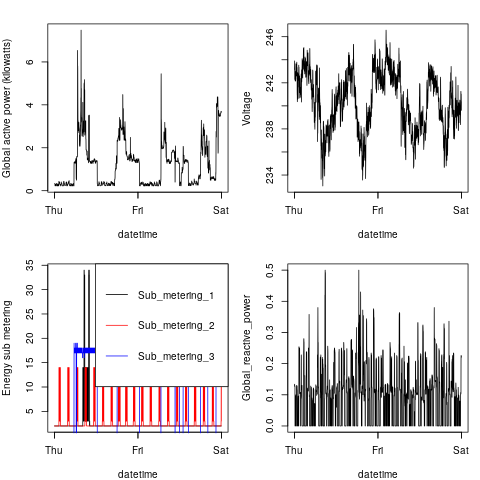 Global active power (kilowatts)
0 2 4 6
Thu Fri Sat
datetime
Voltage
234 238 242 246
Thu Fri Sat
datetime
Energy sub metering
5 10 15 20 25 30 35
Sub_metering_1
Sub_metering_2
Sub_metering_3
Thu Fri Sat
datetime
Global_reactive_power
0.0 0.1 0.2 0.3 0.4 0.5
Thu Fri Sat
datetime